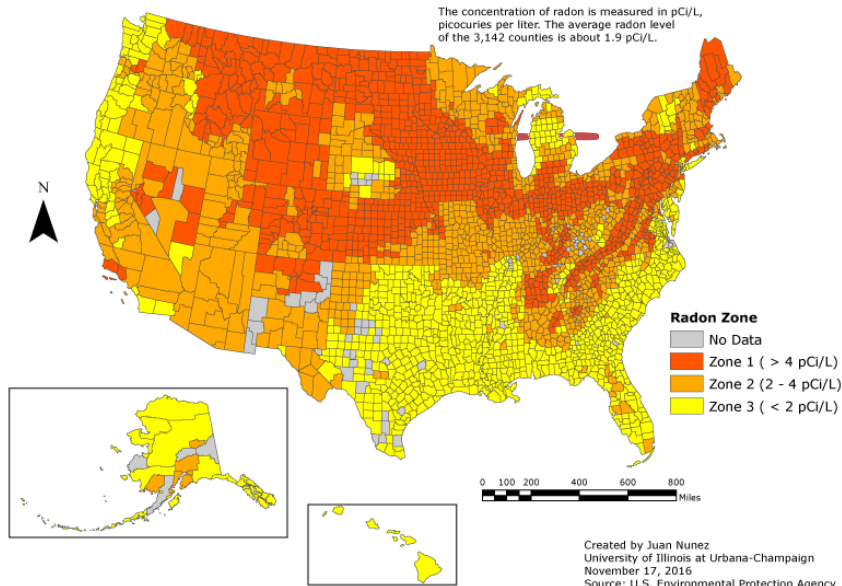 The concentration of radon is measured in pCi/L,
picocuries per liter. The average radon level
of the 3,142 counties is about 1.9 pCi/L.
N
Radon Zone
No Data
Zone 1 ( > 4 pCi/L)
Zone 2 (2 - 4 pCi/L)
Zone 3 ( < 2 pCi/L)
0 100 200 400 600 800
Miles
Created by Juan Nunez
University of Illinois at Urbana-Champaign
November 17, 2016
Source: U.S. Environmental Protection Agency